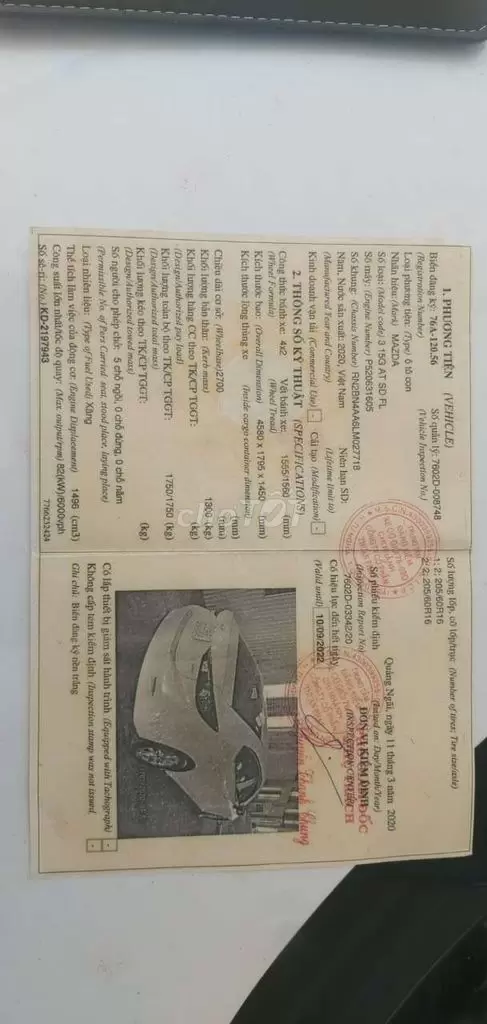 1. PHƯƠNG TIỆN (VEHICLE)
Biển đăng ký: 76A-130.56 Số quản lý: 7602D-008748
(Registration Number) (Vehicle Inspection No.)
Loại phương tiện: (Type) ô tô con
Nhãn hiệu: (Mark) MAZDA
Số loại: (Model code) 3 15G AT SD FL
Số máy: (Engine Number) P520631605
Số khung: (Chassis Number) RN2BN4AA6LM027718
Năm, Nước sản xuất: 2020, Việt Nam Niên hạn SD:
(Manufactured Year and Country) (Lifetime limit to)
Kinh doanh vận tải (Commercial Use) - Cải tạo (Modification) -
2. THÔNG SỐ KỸ THUẬT (SPECIFICATIONS)
Công thức bánh xe: 4x2 Vết bánh xe: 1555/1560 (mm)
(Wheel Formula) (Wheel Tread)
Kích thước bao: (Overall Dimension) 4580 x 1795 x 1450 (mm)
Kích thước lòng thùng xe (Inside cargo container dimension)
(mm)
Chiều dài cơ sở: (Wheelbase) 2700 (mm)
Khối lượng bản thân: (Kerb mass) 1300 (kg)
Khối lượng hàng CC theo TK/CP TGGT:
(Design/Authorized pay load)
Khối lượng toàn bộ theo TK/CP TGGT: 1750/1750 (kg)
(Design/Authorized total mass)
Khối lượng kéo theo TK/CP TGGT: (kg)
(Design/Authorized towed mass)
Số người cho phép chở: 5 chỗ ngồi, 0 chỗ đứng, 0 chỗ nằm
(Permissible No. of Pers Carried: seat, stood place, laying place)
Loại nhiên liệu: (Type of Fuel Used) Xăng
Thể tích làm việc của động cơ: (Engine Displacement) 1496 (cm3)
Công suất lớn nhất/tốc độ quay: (Max. output/rpm) 82(kW)/6000vph
Số sê-ri: (No.) KD-2197943 7766232424
Số lượng lốp, cỡ lốp/trục (Number of tires; Tire size/axle)
1: 2; 205/60R16
2: 2; 205/60R16
Số phiếu kiểm định
(Inspection Report No)
7602D-03342/20
Có hiệu lực đến hết ngày
(Valid until) 10/09/2022
Quảng Ngãi, ngày 11 tháng 3 năm 2020
(Issued on: Day/Month/Year)
ĐƠN VỊ KIỂM ĐỊNH
(INSPECTION CENTER)
Thanh Chung
Có lắp thiết bị giám sát hành trình (Equipped with Tachograph) -
Không cấp tem kiểm định (Inspection stamp was not issued) -
Ghi chú: Biển đăng ký nền trắng